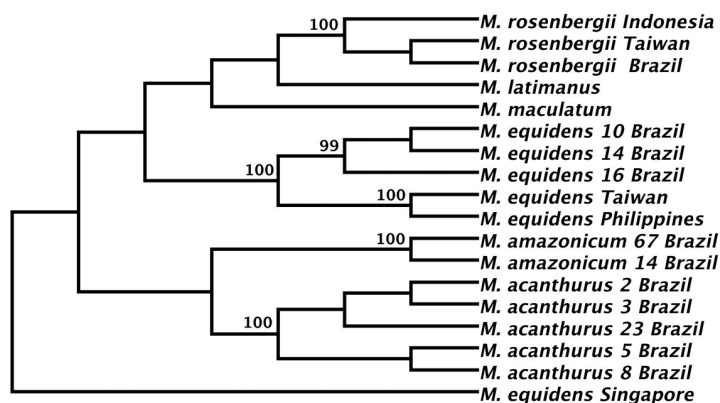 100 M. rosenbergii Indonesia
M. rosenbergii Taiwan
M. rosenbergii Brazil
M. latimanus
M. maculatum
M. equidens 10 Brazil
99 M. equidens 14 Brazil
M. equidens 16 Brazil
100
100 M. equidens Taiwan
M. equidens Philippines
100 M. amazonicum 67 Brazil
M. amazonicum 14 Brazil
M. acanthurus 2 Brazil
M. acanthurus 3 Brazil
100 M. acanthurus 23 Brazil
M. acanthurus 5 Brazil
M. acanthurus 8 Brazil
M. equidens Singapore